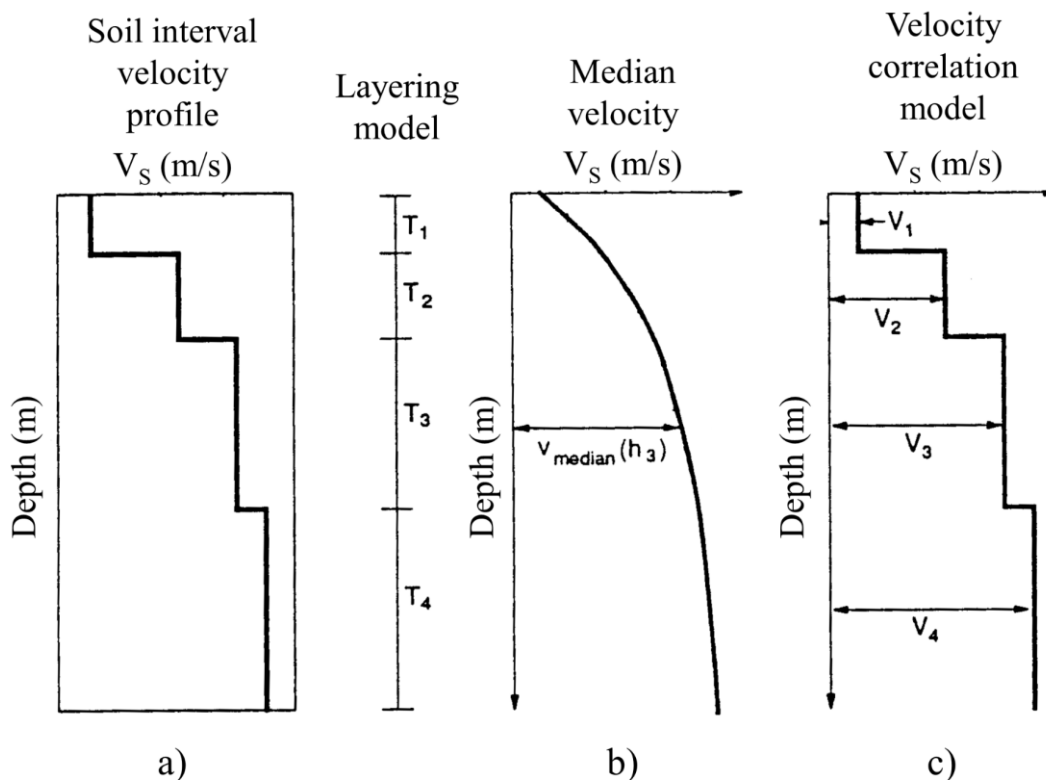 Soil interval
velocity
profile
V_S (m/s)
Depth (m)
a)
Layering
model
T₁
T₂
T₃
T₄
Median
velocity
V_S (m/s)
Depth (m)
v_median(h₃)
b)
Velocity
correlation
model
V_S (m/s)
Depth (m)
V₁
V₂
V₃
V₄
c)